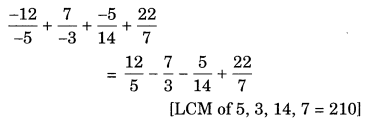 -12/-5 + 7/-3 + -5/14 + 22/7
= 12/5 - 7/3 - 5/14 + 22/7
[LCM of 5, 3, 14, 7 = 210]